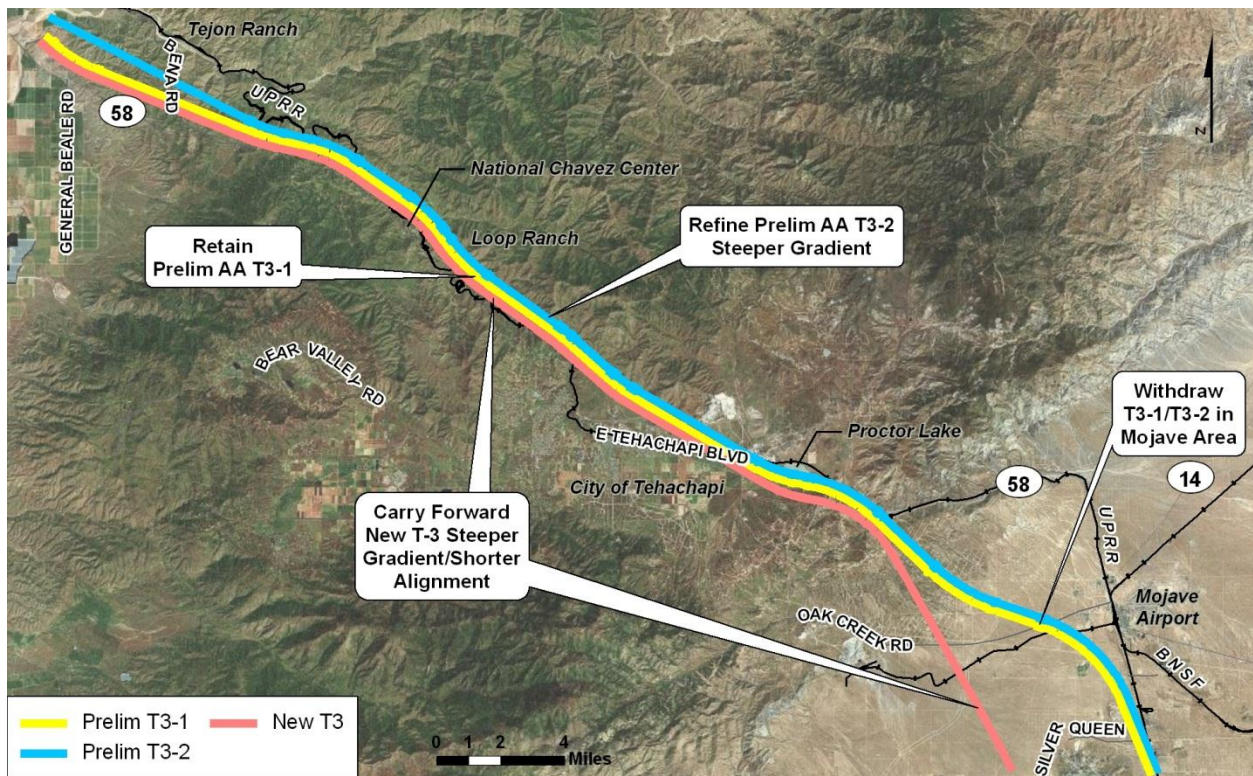 Tejon Ranch
BENA RD
UPRR
58
GENERAL BEALE RD
National Chavez Center
Loop Ranch
Retain
Prelim AA T3-1
Refine Prelim AA T3-2
Steeper Gradient
BEAR VALLEY RD
Withdraw
T3-1/T3-2 in
Mojave Area
E TEHACHAPI BLVD
Proctor Lake
City of Tehachapi
58
14
UPRR
Carry Forward
New T-3 Steeper
Gradient/Shorter
Alignment
Mojave
Airport
OAK CREEK RD
BNSF
SILVER QUEEN
Prelim T3-1
New T3
Prelim T3-2
0 1 2 4
Miles
Z